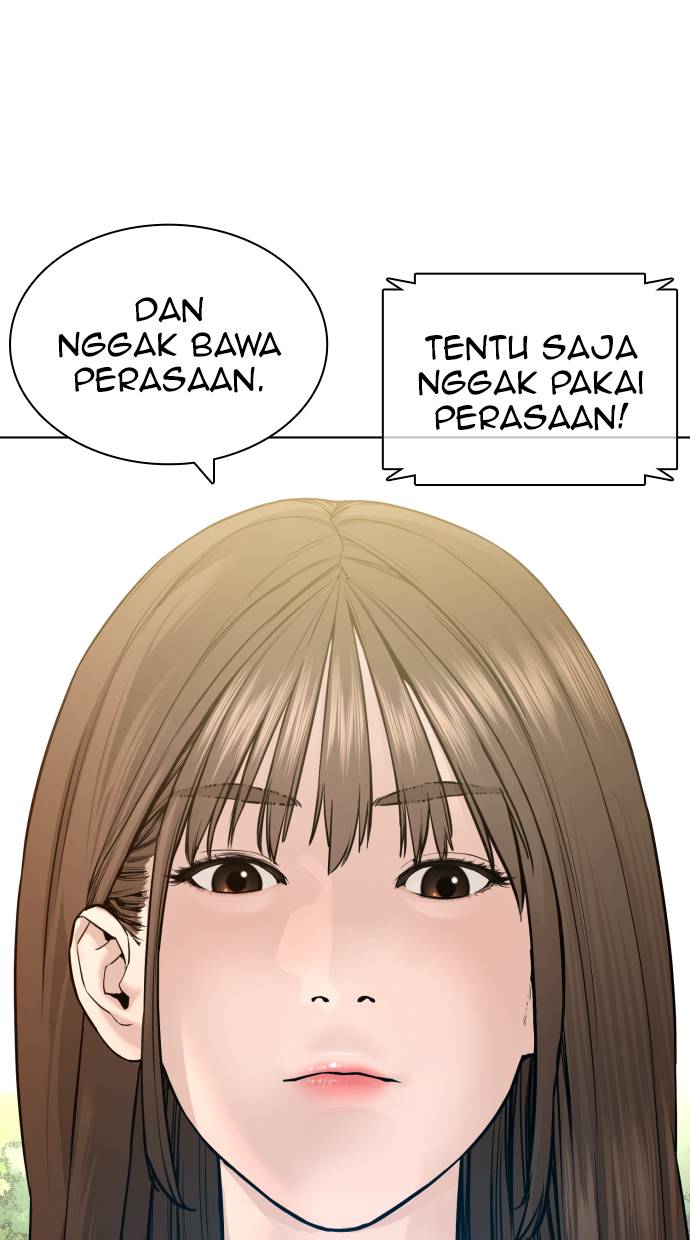 DAN
NGGAK BAWA
PERASAAN.
TENTU SAJA
NGGAK PAKAI
PERASAAN!